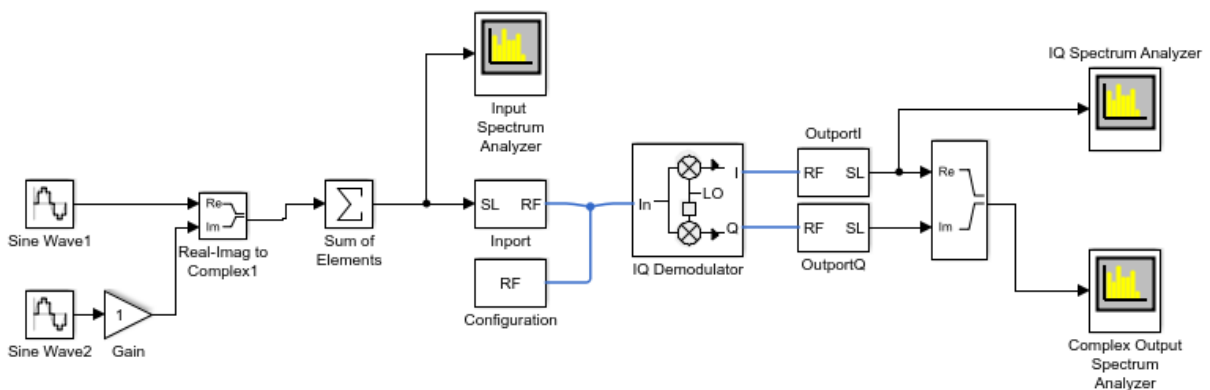 IQ Spectrum Analyzer
Input
Spectrum
Analyzer
OutportI
Re
Im
Sine Wave1
Real-Imag to
Complex1
Sum of
Elements
SL RF
Inport
RF
Configuration
In
I
LO
Q
IQ Demodulator
RF SL
RF SL
OutportQ
Re
Im
Sine Wave2
1
Gain
Complex Output
Spectrum
Analyzer